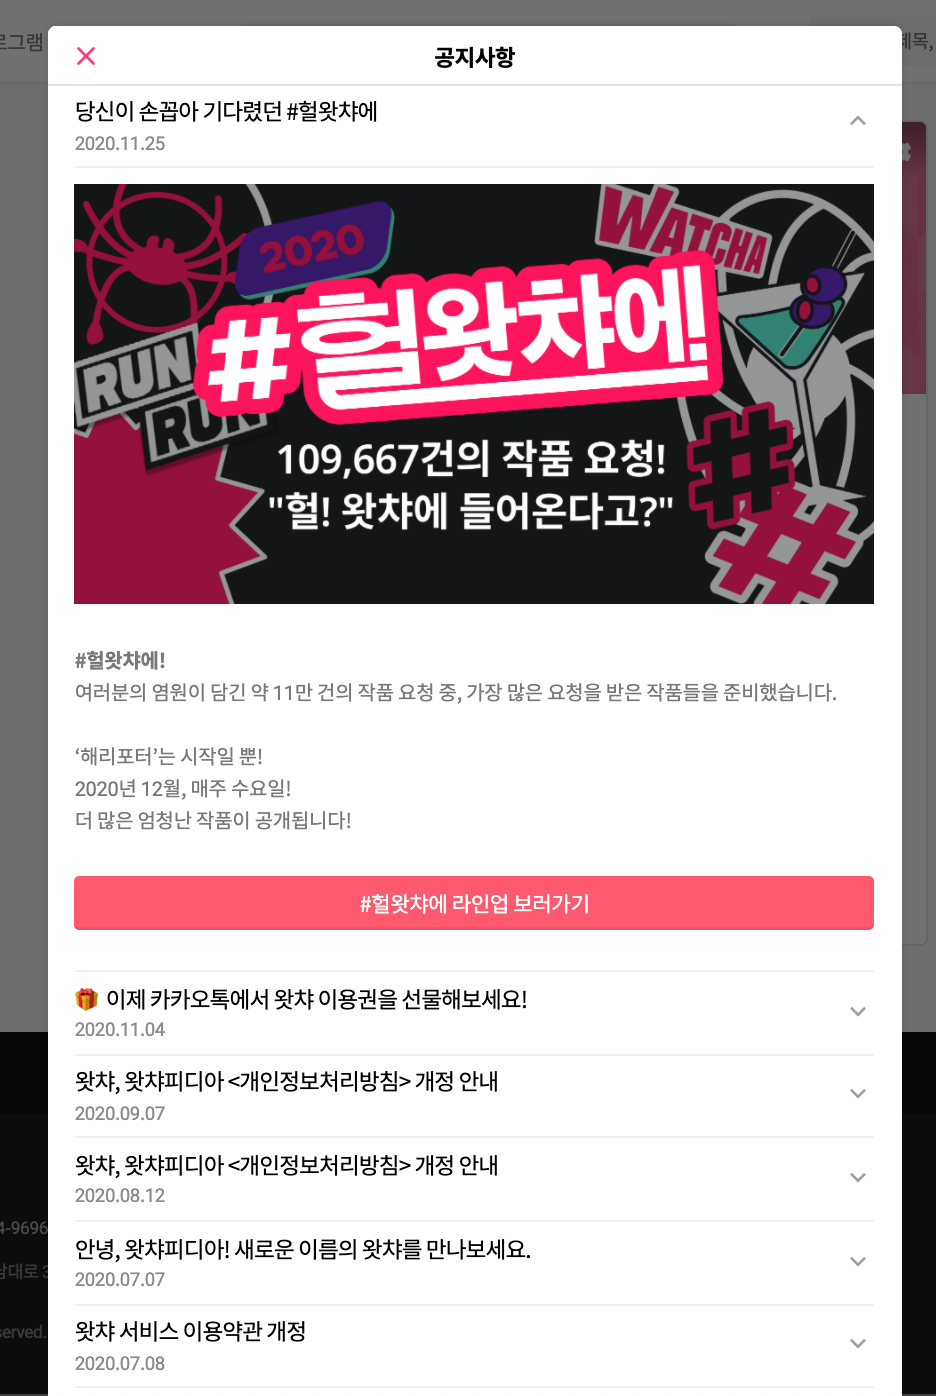 로그램
제목,
공지사항
당신이 손꼽아 기다렸던 #헐왓챠에
2020.11.25
2020
WATCHA
#헐왓챠에!
RUN
RUN
109,667건의 작품 요청!
"헐! 왓챠에 들어온다고?"
#헐왓챠에!
여러분의 염원이 담긴 약 11만 건의 작품 요청 중, 가장 많은 요청을 받은 작품들을 준비했습니다.
‘해리포터’는 시작일 뿐!
2020년 12월, 매주 수요일!
더 많은 엄청난 작품이 공개됩니다!
#헐왓챠에 라인업 보러가기
🎁 이제 카카오톡에서 왓챠 이용권을 선물해보세요!
2020.11.04
왓챠, 왓챠피디아 <개인정보처리방침> 개정 안내
2020.09.07
왓챠, 왓챠피디아 <개인정보처리방침> 개정 안내
2020.08.12
4-9696
안녕, 왓챠피디아! 새로운 이름의 왓챠를 만나보세요.
남대로 3
2020.07.07
왓챠 서비스 이용약관 개정
served.
2020.07.08